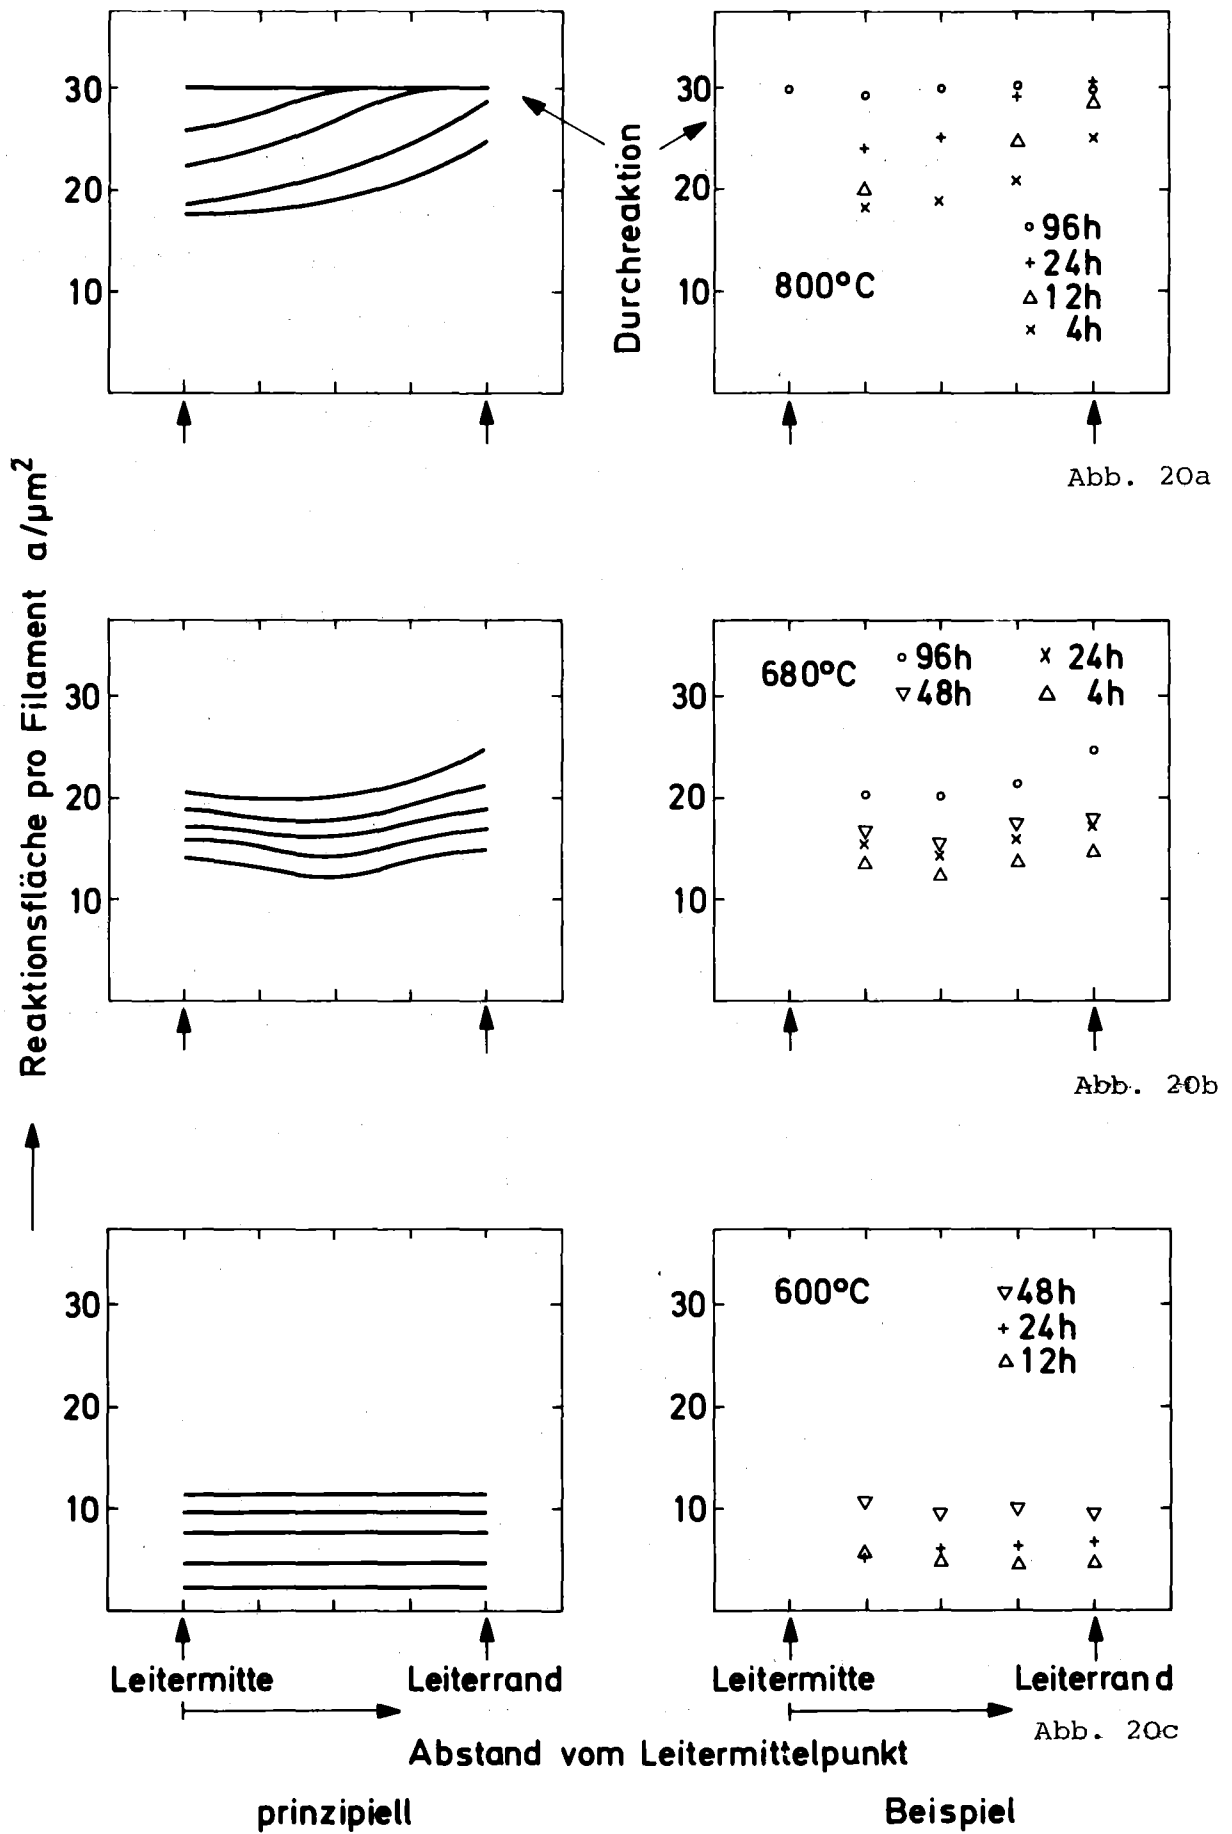 Reaktionsfläche pro Filament a/µm²
30
20
10
Durchreaktion
30
20
10
800°C
o 96h
+ 24h
△ 12h
x 4h
Abb. 20a
30
20
10
30
20
10
680°C
o 96h
x 24h
▽ 48h
△ 4h
Abb. 20b
30
20
10
Leitermitte
Leiterrand
30
20
10
600°C
▽ 48h
+ 24h
△ 12h
Leitermitte
Leiterrand
Abb. 20c
Abstand vom Leitermittelpunkt
prinzipiell
Beispiel